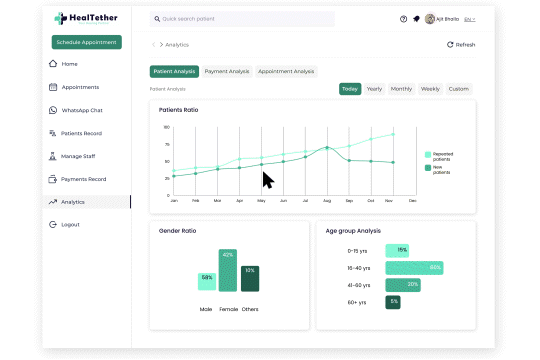 HealTether
Quick search patient
Ajit Bhalla
EN
Schedule Appointment
Analytics
Refresh
Home
Appointments
WhatsApp Chat
Patients Record
Manage Staff
Payments Record
Analytics
Logout
Patient Analysis
Payment Analysis
Appointment Analysis
Patient Analysis
Today
Yearly
Monthly
Weekly
Custom
Patients Ratio
100
75
50
25
0
Jan
Feb
Mar
Apr
May
Jun
Jul
Aug
Sep
Oct
Nov
Dec
Repeated
patients
New
patients
Gender Ratio
58%
42%
10%
Male
Female
Others
Age group Analysis
0-15 yrs
15%
16-40 yrs
60%
41-60 yrs
20%
60+ yrs
5%